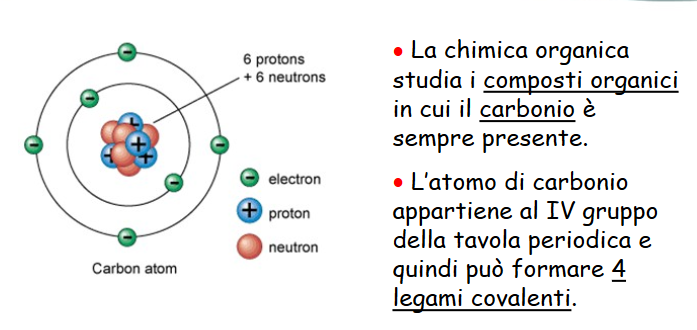 6 protons
+ 6 neutrons
electron
proton
neutron
Carbon atom
• La chimica organica
studia i composti organici
in cui il carbonio è
sempre presente.
• L'atomo di carbonio
appartiene al IV gruppo
della tavola periodica e
quindi può formare 4
legami covalenti.